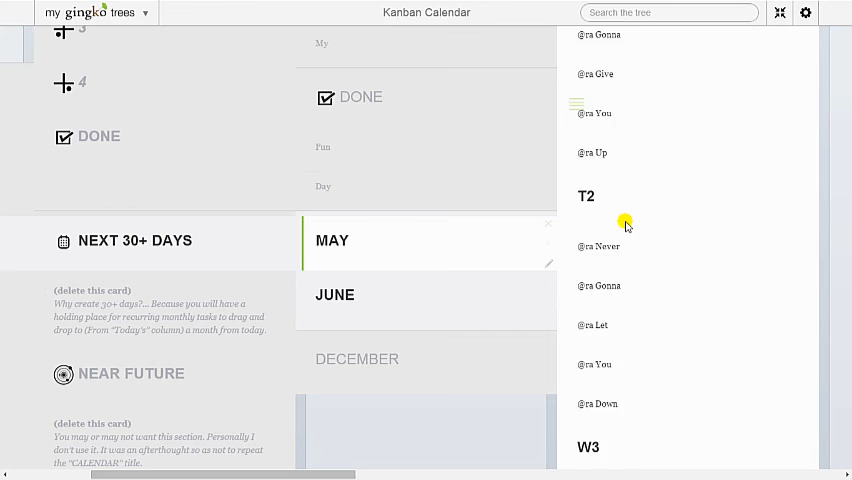 my gingko trees ▼
Kanban Calendar
Search the tree
3
4
DONE
NEXT 30+ DAYS
(delete this card)
Why create 30+ days?... Because you will have a
holding place for recurring monthly tasks to drag and
drop to (From "Today's" column) a month from today.
NEAR FUTURE
(delete this card)
You may or may not want this section. Personally I
don't use it. It was an afterthought so as not to repeat
the "CALENDAR" title.
My
DONE
Fun
Day
MAY
JUNE
DECEMBER
@ra Gonna
@ra Give
@ra You
@ra Up
T2
@ra Never
@ra Gonna
@ra Let
@ra You
@ra Down
W3